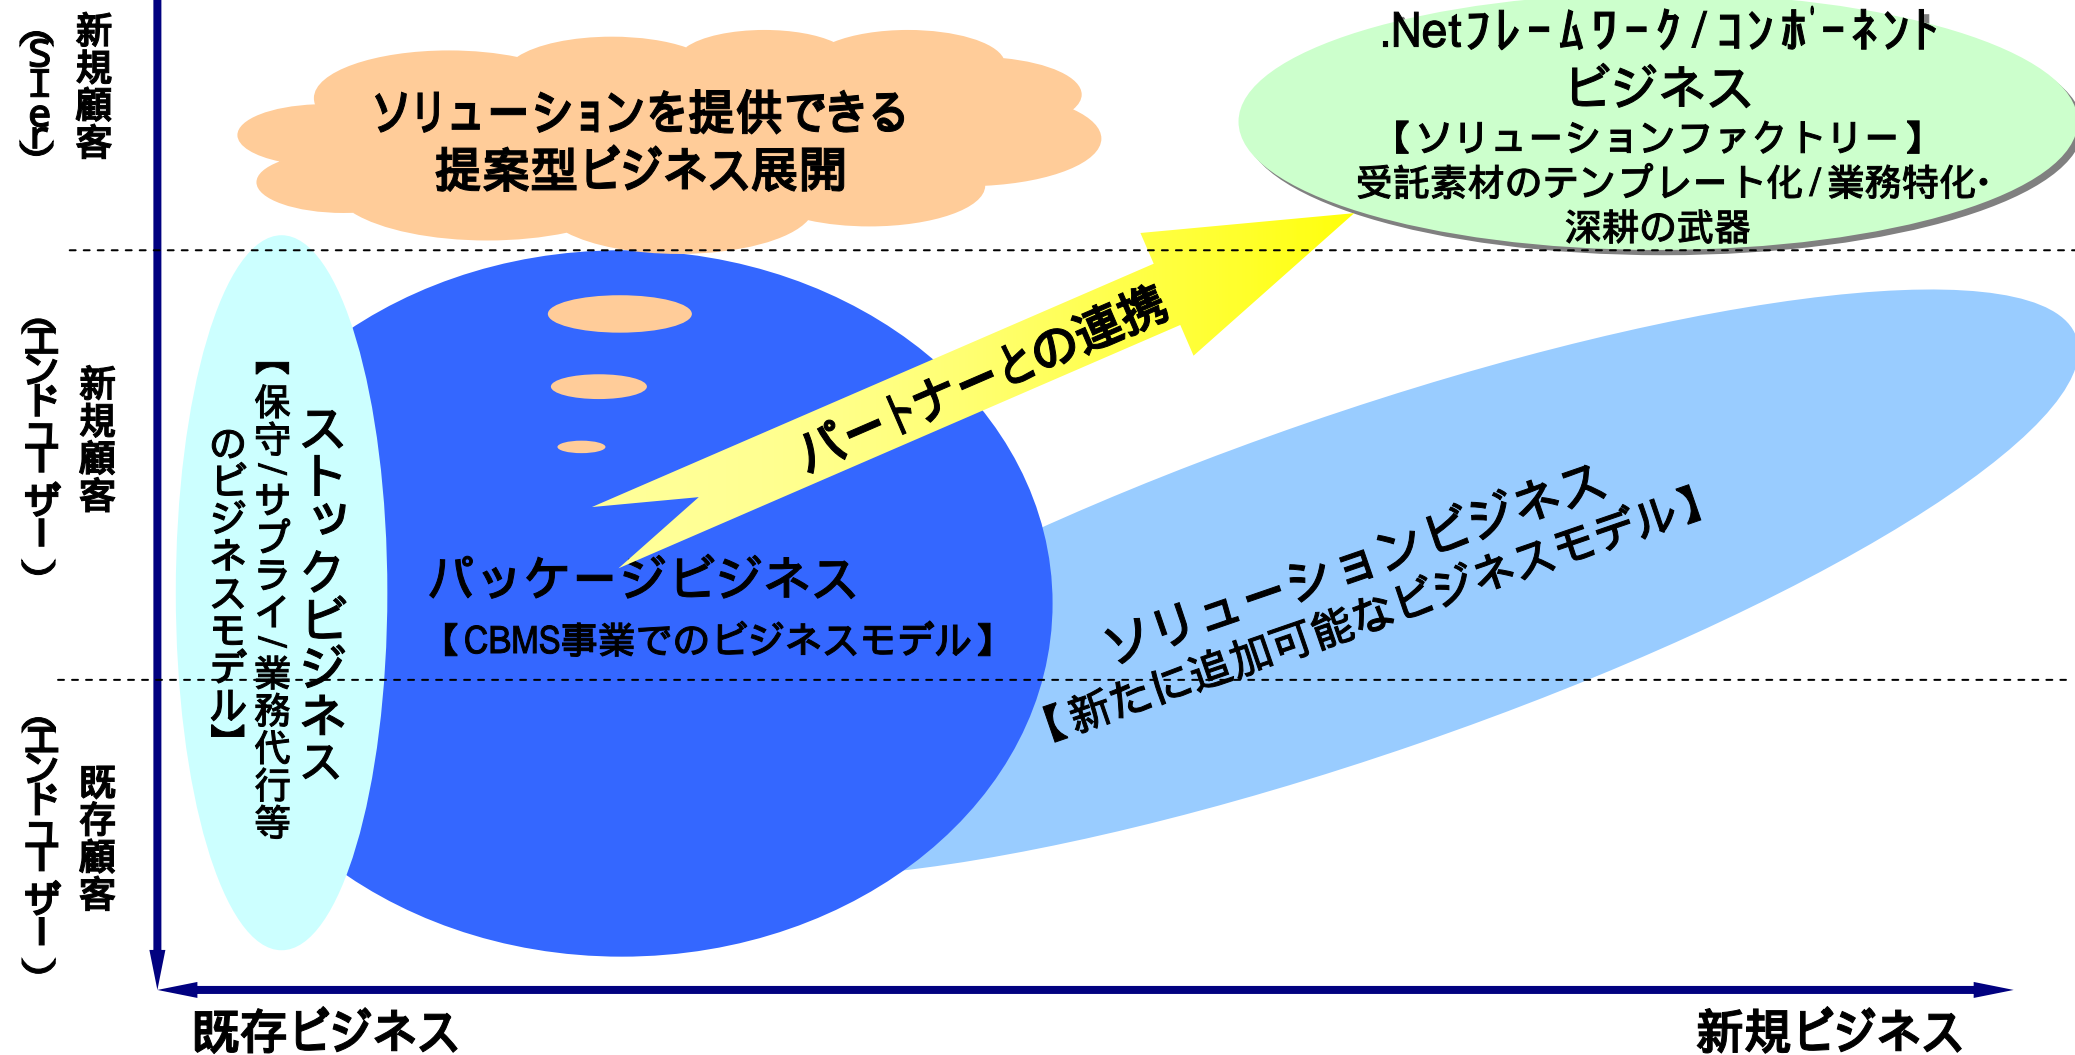 新規顧客
(SIer)
ソリューションを提供できる
提案型ビジネス展開
.Netﾌﾚｰﾑﾜｰｸ/ｺﾝﾎﾟｰﾈﾝﾄ
ビジネス
【ソリューションファクトリー】
受託素材のテンプレート化/業務特化・
深耕の武器
新規顧客
(エンドユーザー)
ストックビジネス
【保守/サプライ/業務代行等
のビジネスモデル】
パートナーとの連携
パッケージビジネス
【CBMS事業でのビジネスモデル】
ソリューションビジネス
【新たに追加可能なビジネスモデル】
既存顧客
(エンドユーザー)
既存ビジネス
新規ビジネス